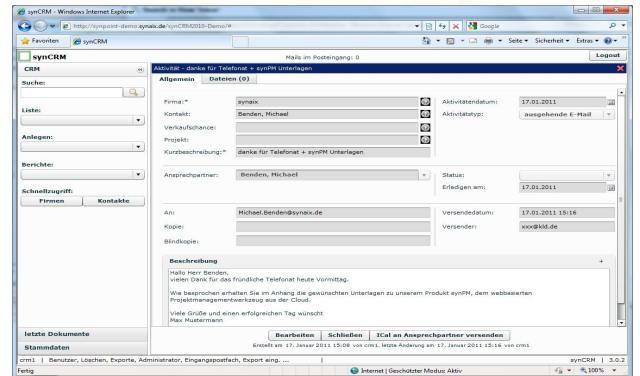 synCRM - Windows Internet Explorer
http://synpoint-demo.synaix.de/synCRM2010-Demo/#
Google
Favoriten synCRM
Seite Sicherheit Extras
synCRM Mails im Posteingang: 0 Logout
CRM
Aktivität - danke für Telefonat + synPM Unterlagen
Allgemein Dateien (0)
Suche:
Liste:
Anlegen:
Berichte:
Schnellzugriff:
Firmen Kontakte
Firma:* synaix Aktivitätendatum: 17.01.2011
Kontakt: Benden, Michael Aktivitätstyp: ausgehende E-Mail
Verkaufschance:
Projekt:
Kurzbeschreibung:* danke für Telefonat + synPM Unterlagen
Ansprechpartner: Benden, Michael Status:
Erledigen am: 17.01.2011
An: Michael.Benden@synaix.de Versendedatum: 17.01.2011 15:16
Kopie: Versender: xxx@kld.de
Blindkopie:
Beschreibung
Hallo Herr Benden,
vielen Dank für das fründliche Telefonat heute Vormittag.
Wie besprochen erhalten Sie im Anhang die gewünschten Unterlagen zu unserem Produkt synPM, dem webbasierten
Projektmanagementwerkzeug aus der Cloud.
Viele Grüße und einen erfolgreichen Tag wünscht
Max Mustermann
letzte Dokumente
Stammdaten
Bearbeiten Schließen ICal an Ansprechpartner versenden
Erstellt am 17. Januar 2011 15:08 von crm1, letzte Änderung am 17. Januar 2011 15:16 von crm1
crm1 | Benutzer, Löschen, Exporte, Administrator, Eingangspostfach, Export eing. ... | synCRM | 3.0.2
Fertig Internet | Geschützter Modus: Aktiv 100%